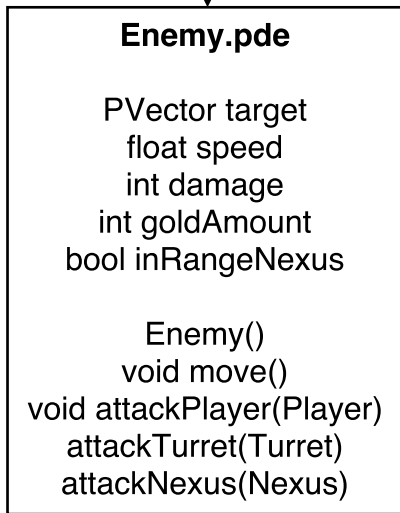 Enemy.pde
PVector target
float speed
int damage
int goldAmount
bool inRangeNexus
Enemy()
void move()
void attackPlayer(Player)
attackTurret(Turret)
attackNexus(Nexus)